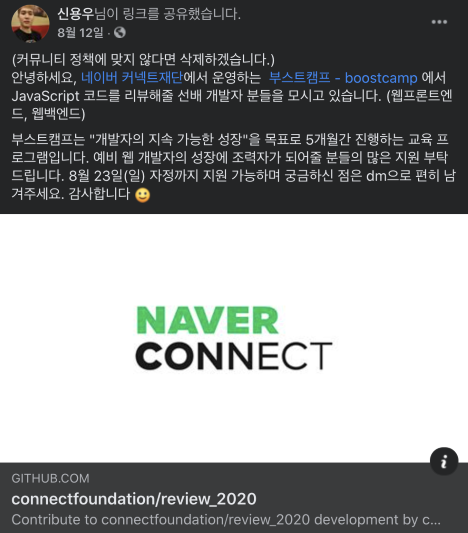 신용우님이 링크를 공유했습니다.
8월 12일 ·
(커뮤니티 정책에 맞지 않다면 삭제하겠습니다.)
안녕하세요, 네이버 커넥트재단에서 운영하는 부스트캠프 - boostcamp 에서
JavaScript 코드를 리뷰해줄 선배 개발자 분들을 모시고 있습니다. (웹프론트엔
드, 웹백엔드)
부스트캠프는 "개발자의 지속 가능한 성장"을 목표로 5개월간 진행하는 교육 프
로그램입니다. 예비 웹 개발자의 성장에 조력자가 되어줄 분들의 많은 지원 부탁
드립니다. 8월 23일(일) 자정까지 지원 가능하며 궁금하신 점은 dm으로 편히 남
겨주세요. 감사합니다 🙂
NAVER
CONNECT
GITHUB.COM
connectfoundation/review_2020
Contribute to connectfoundation/review_2020 development by c...